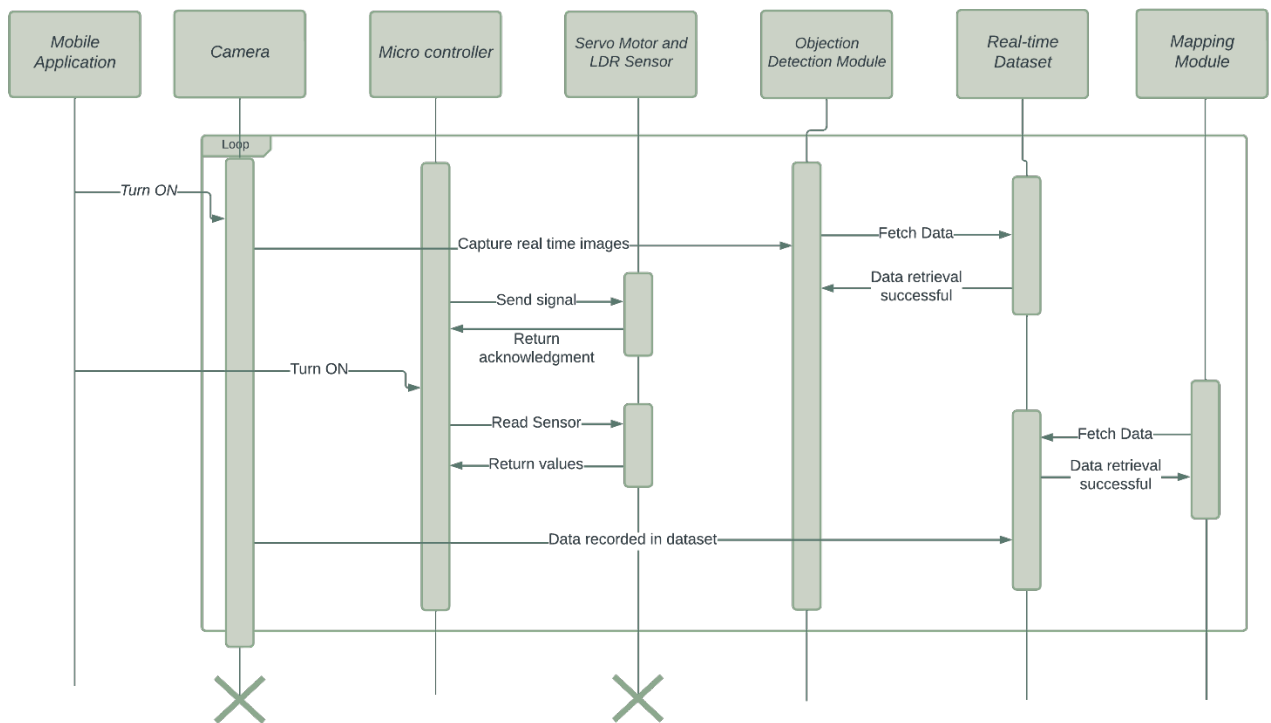 Mobile
Application
Camera
Micro controller
Servo Motor and
LDR Sensor
Objection
Detection Module
Real-time
Dataset
Mapping
Module
Loop
Turn ON
Capture real time images
Fetch Data
Data retrieval
successful
Send signal
Return
acknowledgment
Turn ON
Read Sensor
Fetch Data
Return values
Data retrieval
successful
Data recorded in dataset